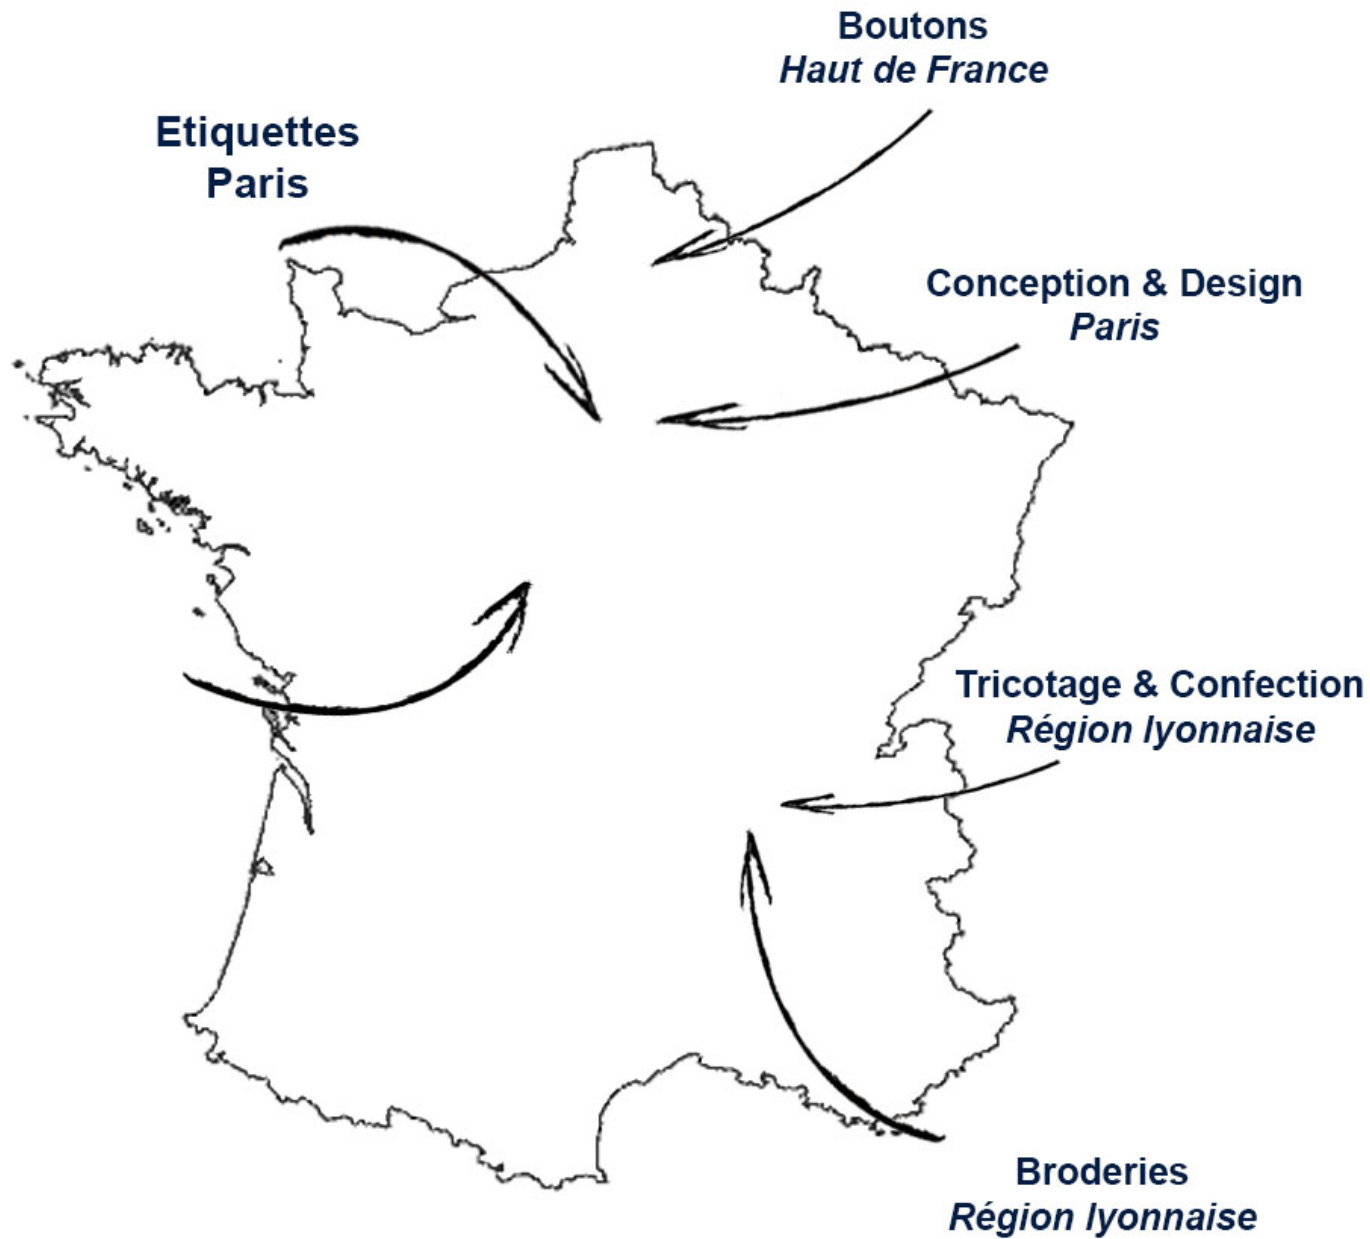 Boutons
Haut de France
Etiquettes
Paris
Conception & Design
Paris
Tricotage & Confection
Région lyonnaise
Broderies
Région lyonnaise